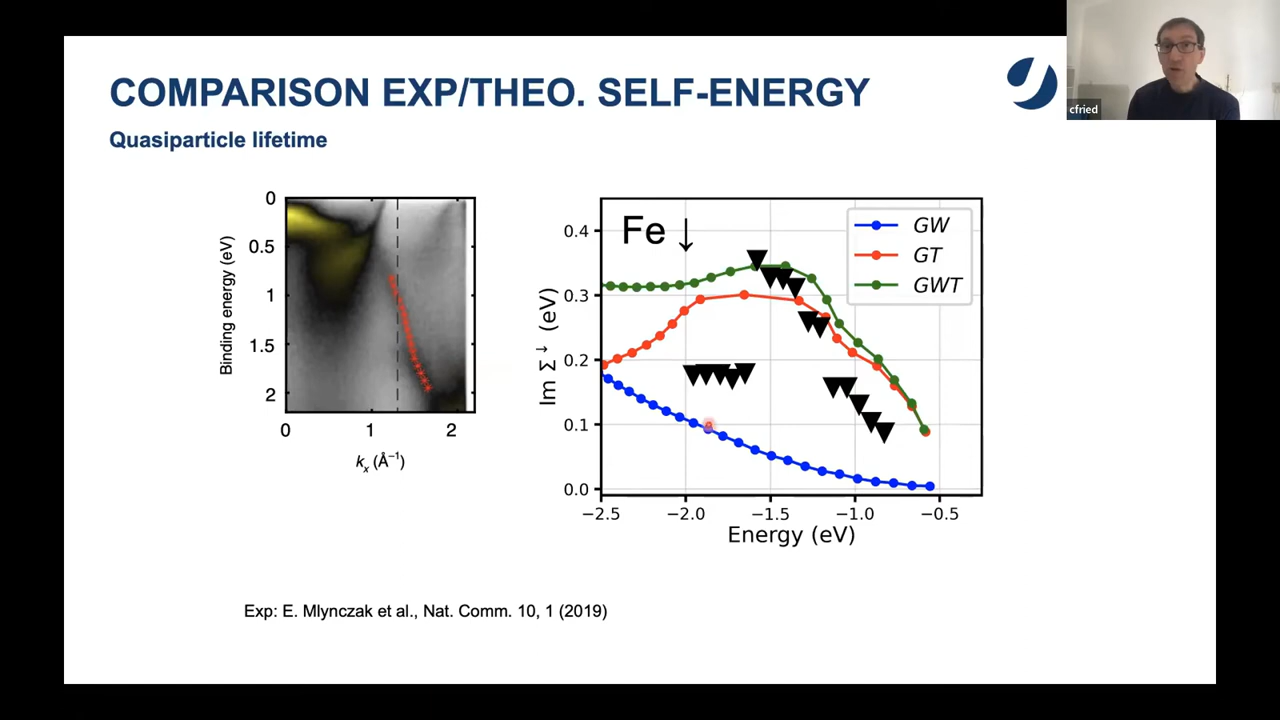 COMPARISON EXP/THEO. SELF-ENERGY
cfried
Quasiparticle lifetime
0
0.5
1
1.5
2
Binding energy (eV)
0 1 2
kₓ (Å⁻¹)
Fe ↓
GW
GT
GWT
0.4
0.3
0.2
0.1
0.0
Im Σ ↓ (eV)
−2.5 −2.0 −1.5 −1.0 −0.5
Energy (eV)
Exp: E. Mlynczak et al., Nat. Comm. 10, 1 (2019)